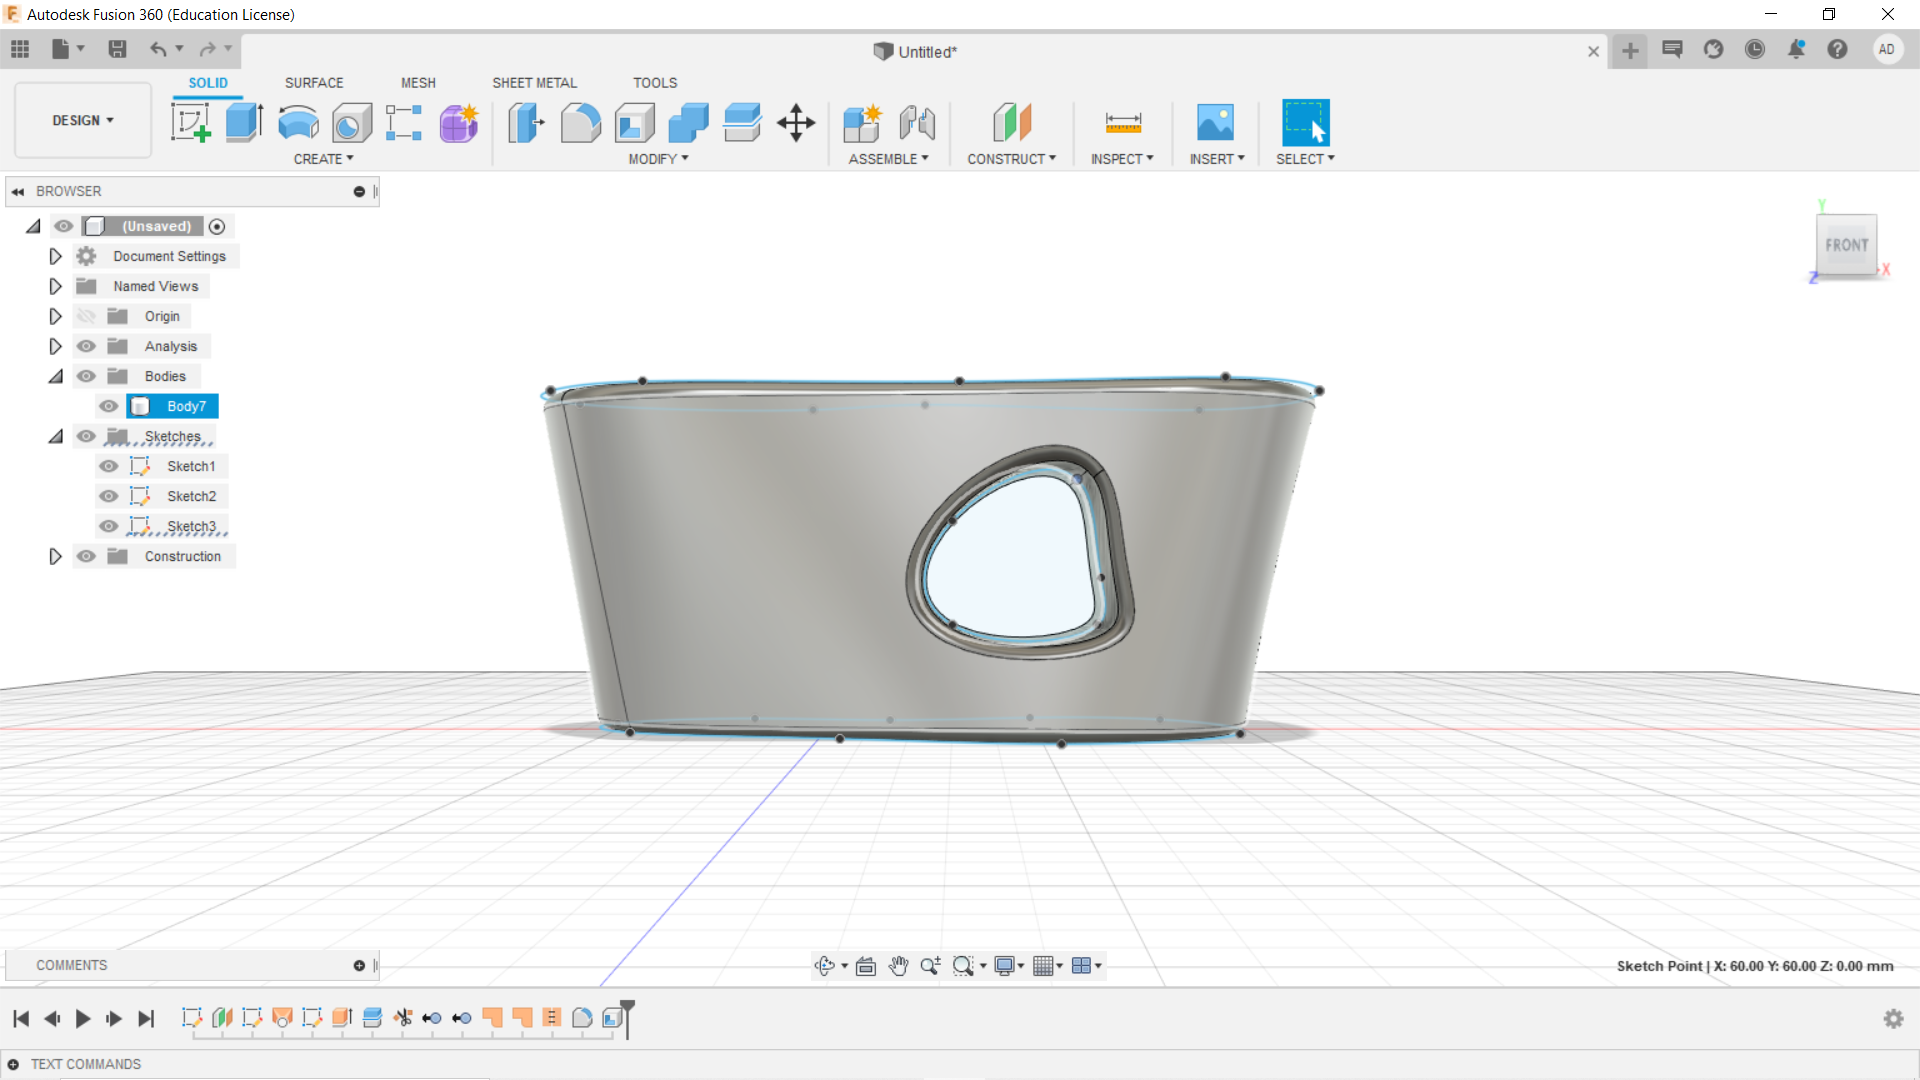 Autodesk Fusion 360 (Education License)
Untitled*
AD
DESIGN
SOLID SURFACE MESH SHEET METAL TOOLS
CREATE MODIFY ASSEMBLE CONSTRUCT INSPECT INSERT SELECT
BROWSER
(Unsaved)
Document Settings
Named Views
Origin
Analysis
Bodies
Body7
Sketches
Sketch1
Sketch2
Sketch3
Construction
Y
FRONT
X
Z
COMMENTS
Sketch Point | X: 60.00 Y: 60.00 Z: 0.00 mm
TEXT COMMANDS